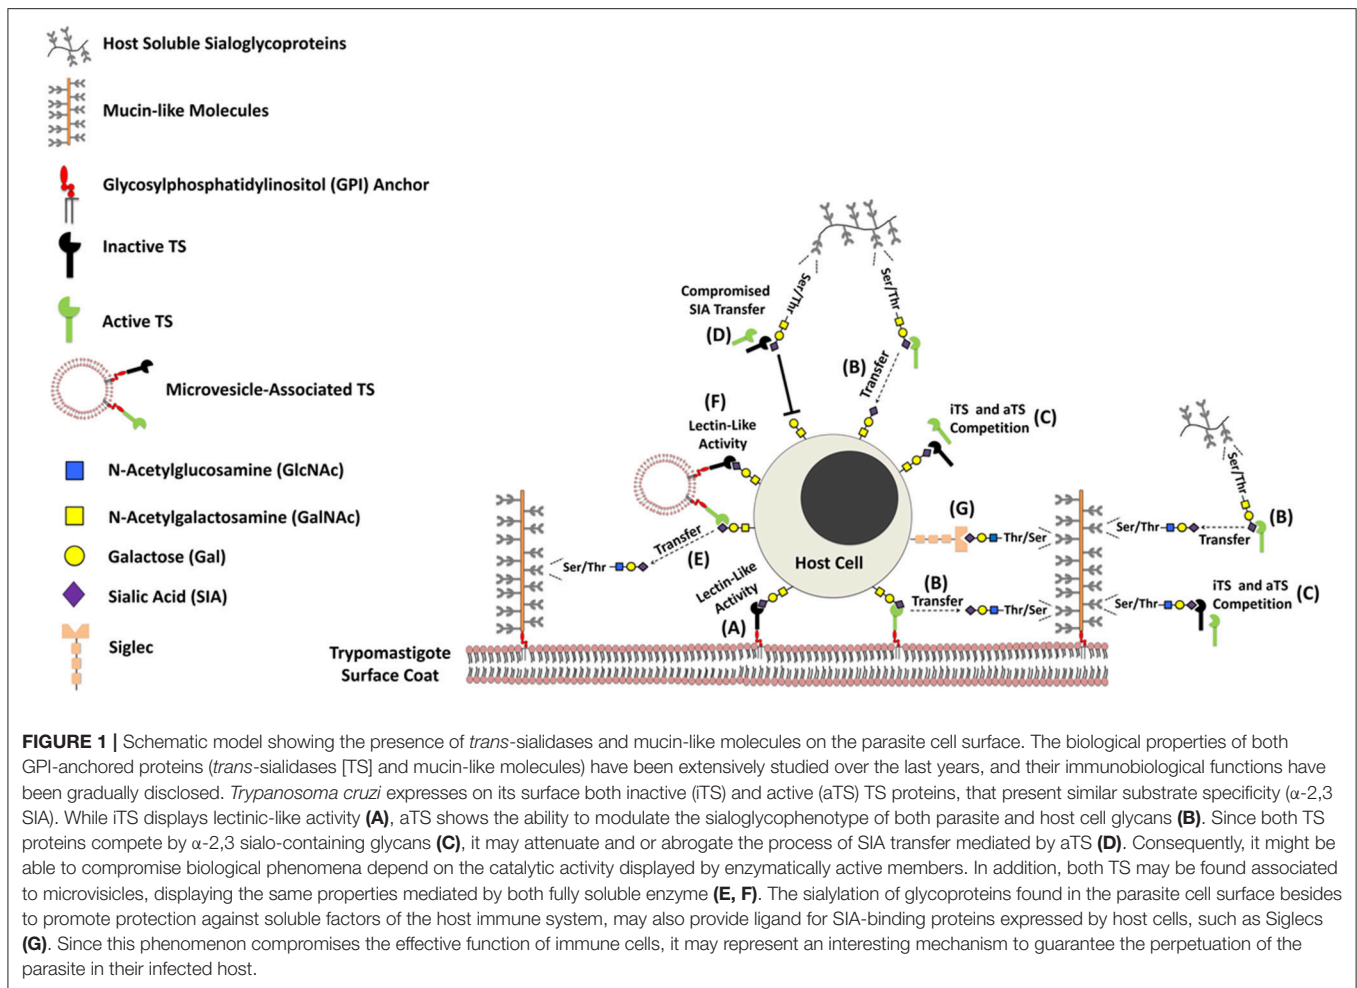 Host Soluble Sialoglycoproteins
Mucin-like Molecules
Glycosylphosphatidylinositol (GPI) Anchor
Inactive TS
Active TS
Microvesicle-Associated TS
N-Acetylglucosamine (GlcNAc)
N-Acetylgalactosamine (GalNAc)
Galactose (Gal)
Sialic Acid (SIA)
Siglec
Ser/Thr
Ser/Thr
Compromised
SIA Transfer
(D)
(B)
Transfer
(F)
Lectin-Like
Activity
iTS and aTS
Competition
(C)
Ser/Thr
(G)
Thr/Ser
Ser/Thr
Transfer
(B)
Transfer
(E)
Ser/Thr
Host Cell
Lectin-Like
Activity
(A)
(B)
Transfer
Thr/Ser
Ser/Thr
iTS and aTS
Competition
(C)
Trypomastigote
Surface Coat
FIGURE 1 | Schematic model showing the presence of trans-sialidases and mucin-like molecules on the parasite cell surface. The biological properties of both
GPI-anchored proteins (trans-sialidases [TS] and mucin-like molecules) have been extensively studied over the last years, and their immunobiological functions have
been gradually disclosed. Trypanosoma cruzi expresses on its surface both inactive (iTS) and active (aTS) TS proteins, that present similar substrate specificity (α-2,3
SIA). While iTS displays lectinic-like activity (A), aTS shows the ability to modulate the sialoglycophenotype of both parasite and host cell glycans (B). Since both TS
proteins compete by α-2,3 sialo-containing glycans (C), it may attenuate and or abrogate the process of SIA transfer mediated by aTS (D). Consequently, it might be
able to compromise biological phenomena depend on the catalytic activity displayed by enzymatically active members. In addition, both TS may be found associated
to microvisicles, displaying the same properties mediated by both fully soluble enzyme (E, F). The sialylation of glycoproteins found in the parasite cell surface besides
to promote protection against soluble factors of the host immune system, may also provide ligand for SIA-binding proteins expressed by host cells, such as Siglecs
(G). Since this phenomenon compromises the effective function of immune cells, it may represent an interesting mechanism to guarantee the perpetuation of the
parasite in their infected host.